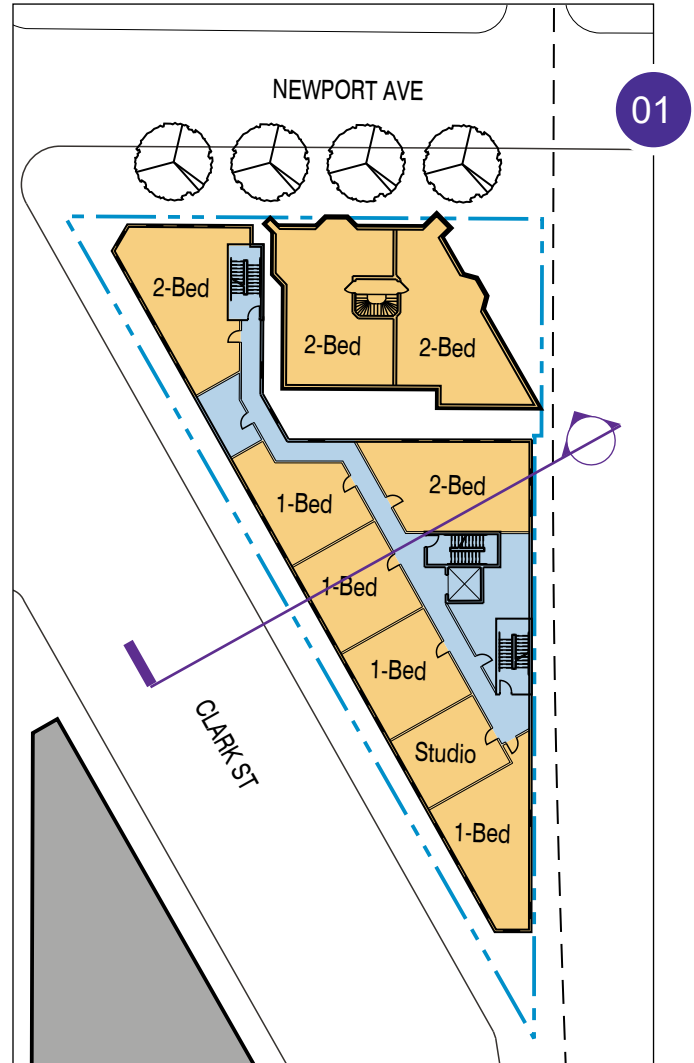 NEWPORT AVE
01
2-Bed
2-Bed
2-Bed
2-Bed
1-Bed
1-Bed
1-Bed
Studio
1-Bed
CLARK ST